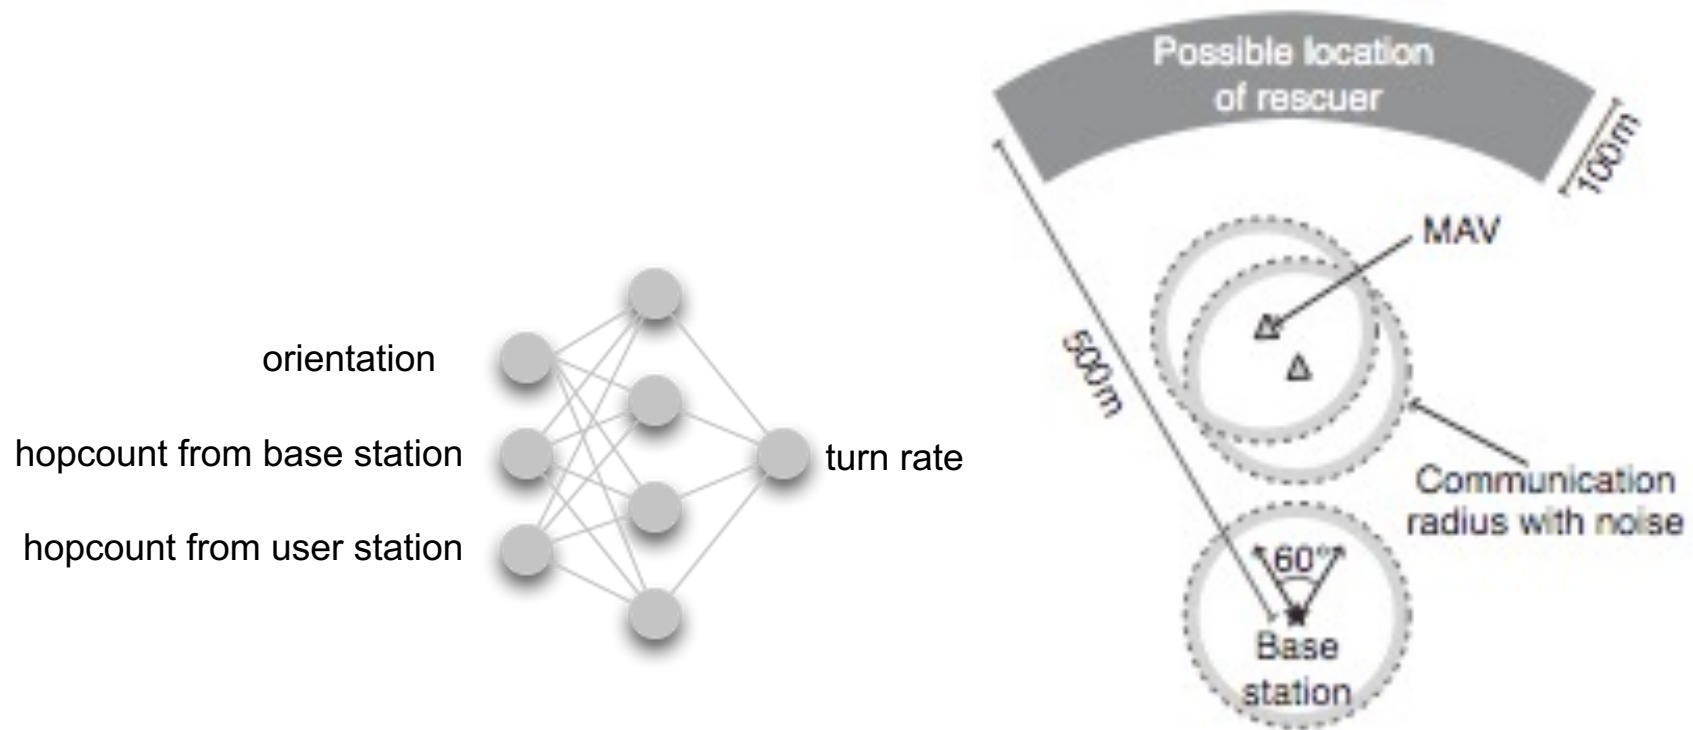 orientation
hopcount from base station
hopcount from user station
turn rate
Possible location
of rescuer
100m
MAV
500m
Communication
radius with noise
60°
Base
station